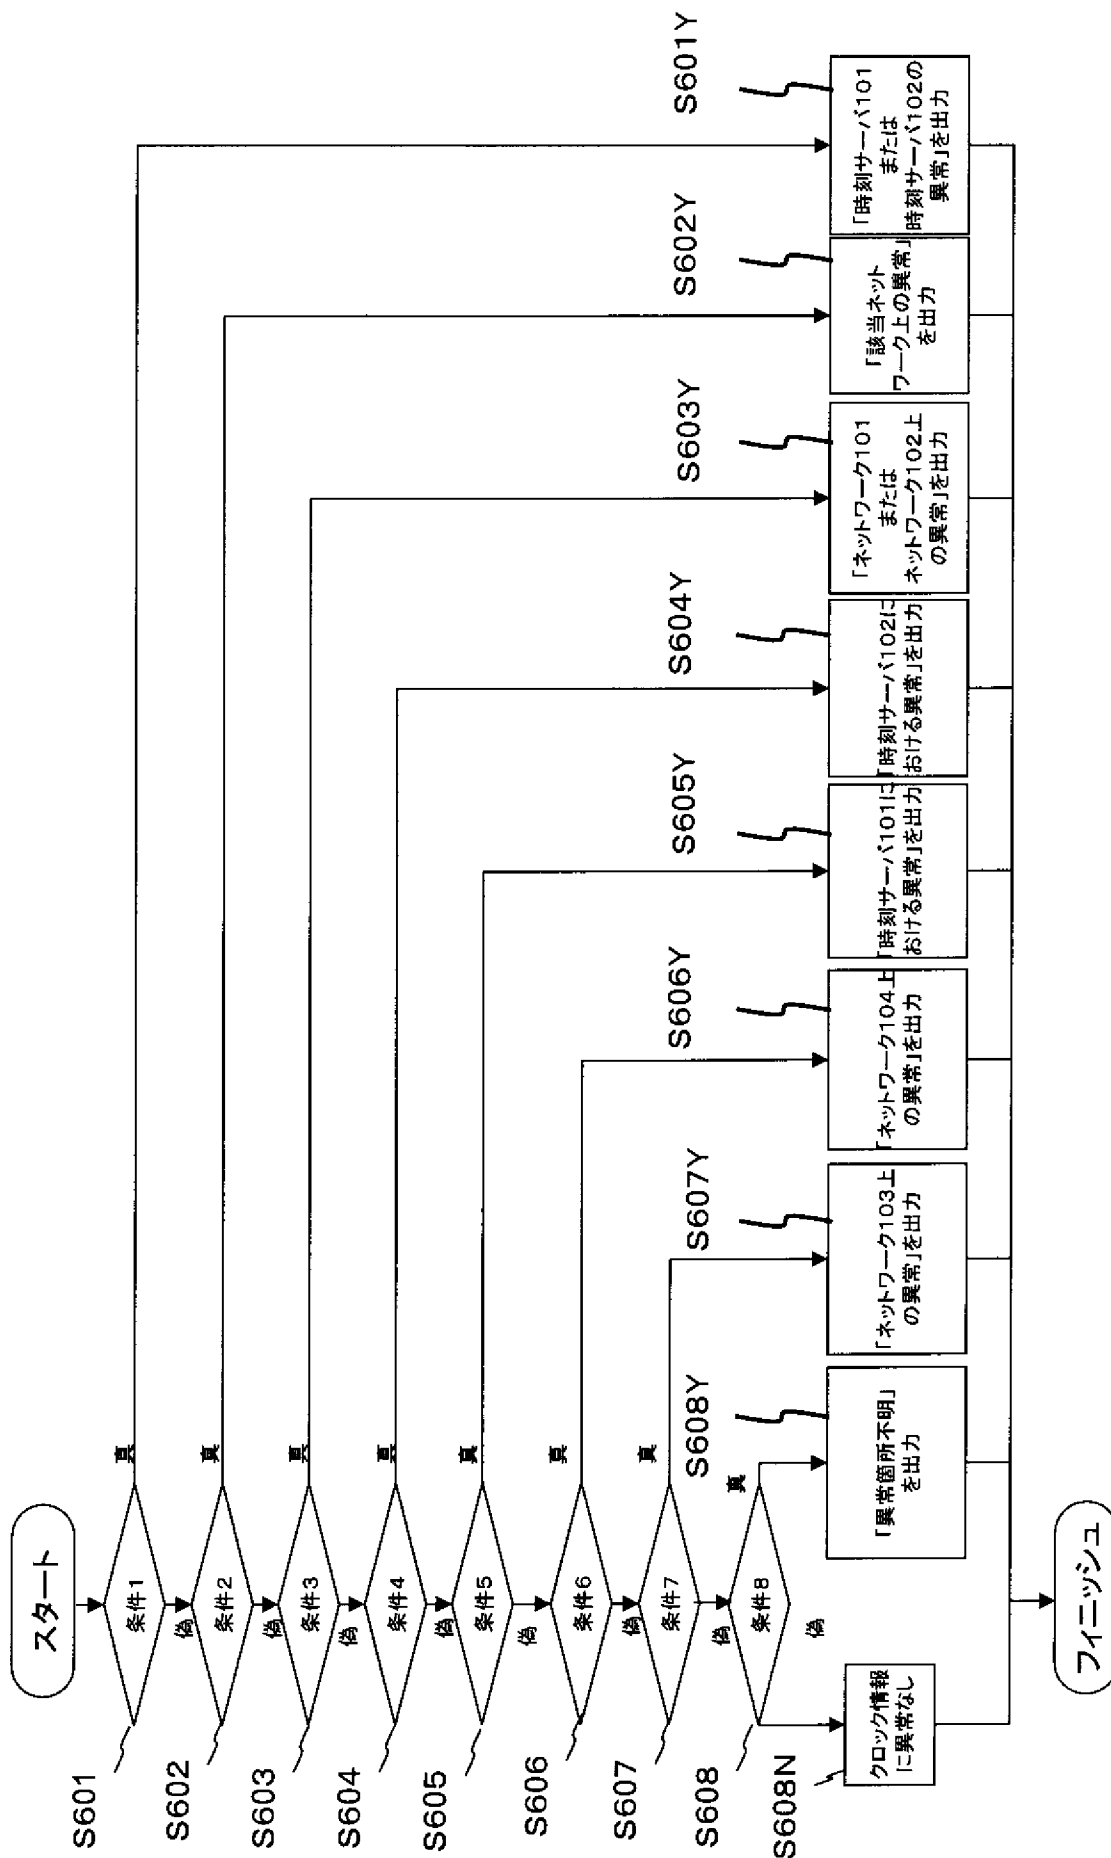 スタート
S601
条件1
真
偽
S602
条件2
真
偽
S603
条件3
真
偽
S604
条件4
真
偽
S605
条件5
真
偽
S606
条件6
真
偽
S607
条件7
真
偽
S608
条件8
真
偽
S608N
クロック情報
に異常なし
S608Y
「異常箇所不明」
を出力
S607Y
「ネットワーク103上
の異常」を出力
S606Y
「ネットワーク104上
の異常」を出力
S605Y
「時刻サーバ101に
おける異常」を出力
S604Y
「時刻サーバ102に
おける異常」を出力
S603Y
「ネットワーク101
または
ネットワーク102上
の異常」を出力
S602Y
「該当ネット
ワーク上の異常」
を出力
S601Y
「時刻サーバ101
または
時刻サーバ102の
異常」を出力
フィニッシュ